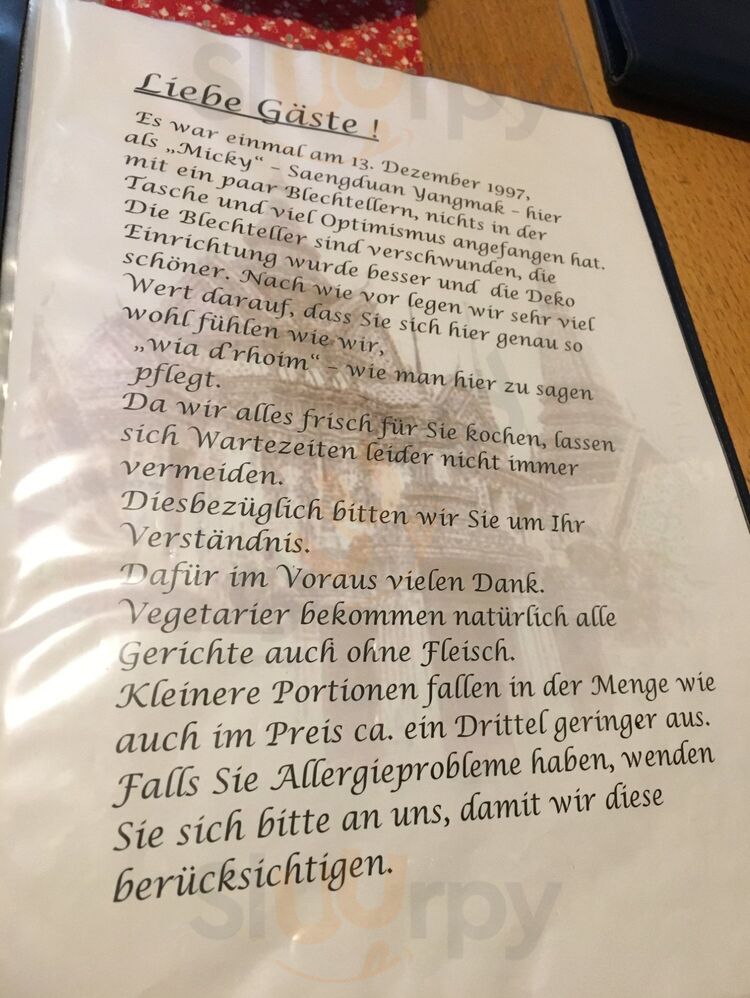 Liebe Gäste !
Es war einmal am 13. Dezember 1997,
als „Micky“ – Saengduan Yangmak – hier
mit ein paar Blechtellern, nichts in der
Tasche und viel Optimismus angefangen hat.
Die Blechteller sind verschwunden, die
Einrichtung wurde besser und die Deko
schöner. Nach wie vor legen wir sehr viel
Wert darauf, dass Sie sich hier genau so
wohl fühlen wie wir,
„wia d'rhoim“ – wie man hier zu sagen
pflegt.
Da wir alles frisch für Sie kochen, lassen
sich Wartezeiten leider nicht immer
vermeiden.
Diesbezüglich bitten wir Sie um Ihr
Verständnis.
Dafür im Voraus vielen Dank.
Vegetarier bekommen natürlich alle
Gerichte auch ohne Fleisch.
Kleinere Portionen fallen in der Menge wie
auch im Preis ca. ein Drittel geringer aus.
Falls Sie Allergieprobleme haben, wenden
Sie sich bitte an uns, damit wir diese
berücksichtigen.
sluurpy
sluurpy